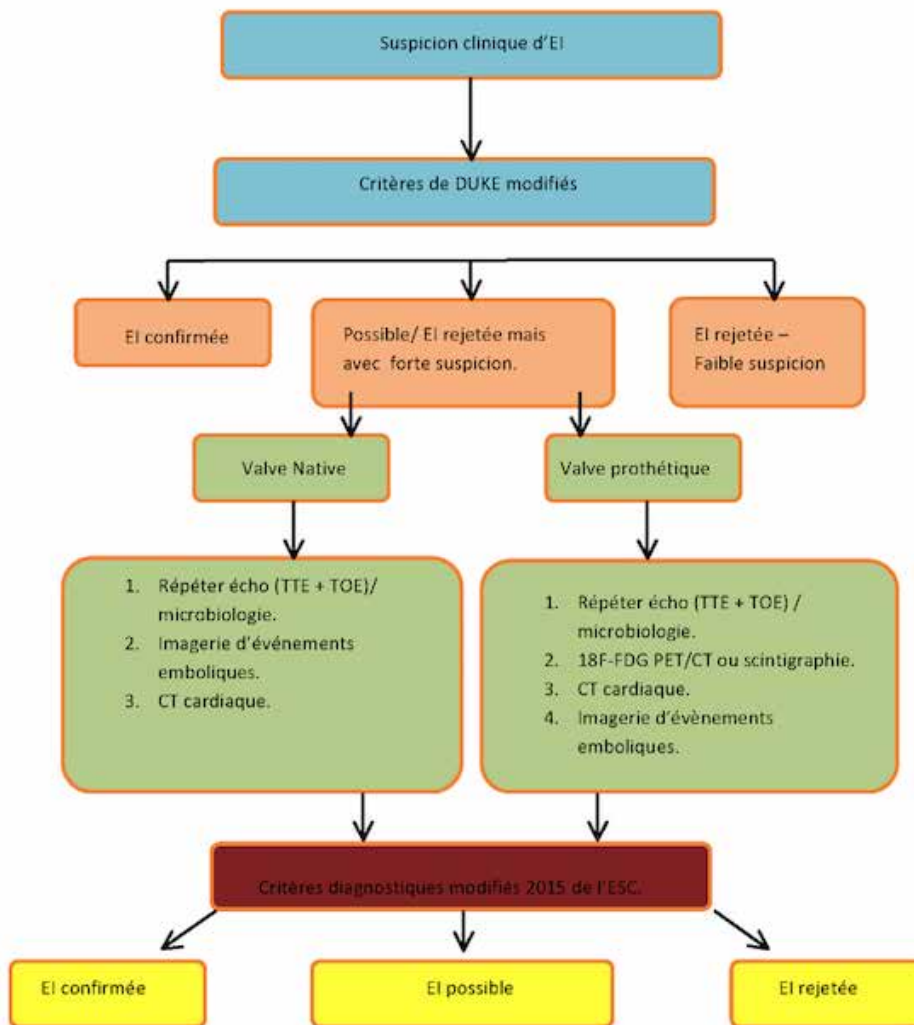 Suspicion clinique d'EI
Critères de DUKE modifiés
EI confirmée
Possible/ EI rejetée mais
avec forte suspicion.
EI rejetée –
Faible suspicion
Valve Native
Valve prothétique
1. Répéter écho (TTE + TOE)/
microbiologie.
2. Imagerie d'événements
emboliques.
3. CT cardiaque.
1. Répéter écho (TTE + TOE) /
microbiologie.
2. 18F-FDG PET/CT ou scintigraphie.
3. CT cardiaque.
4. Imagerie d'évènements
emboliques.
Critères diagnostiques modifiés 2015 de l'ESC.
EI confirmée
EI possible
EI rejetée